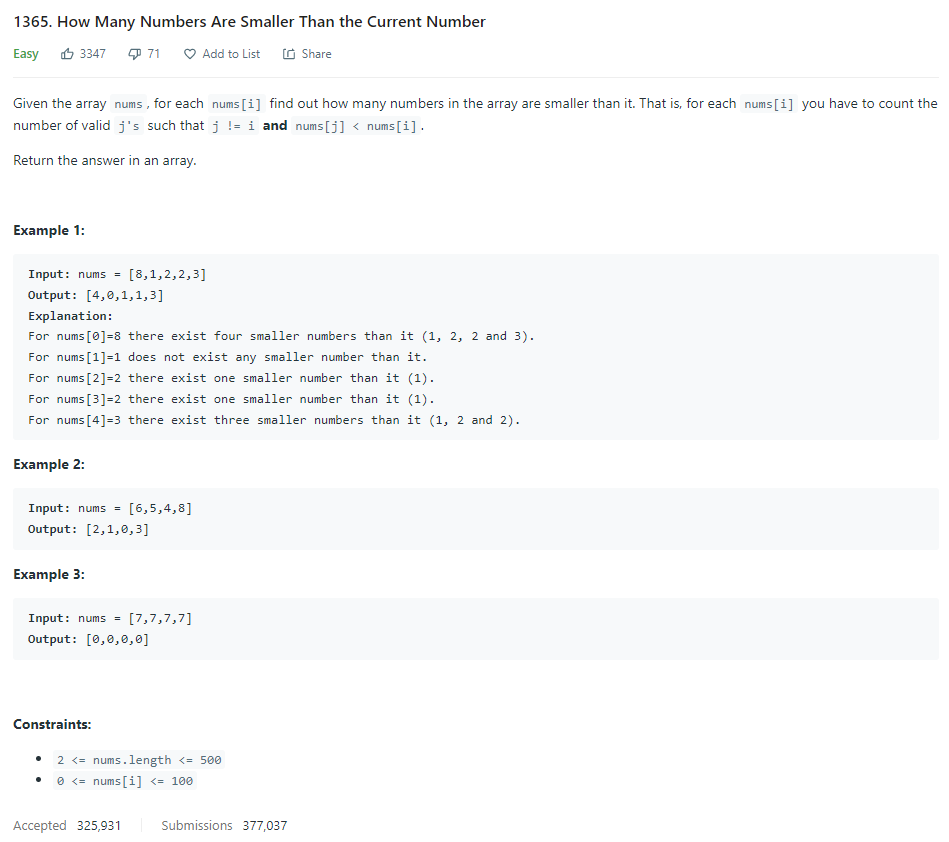 1365. How Many Numbers Are Smaller Than the Current Number
Easy 3347 71 Add to List Share
Given the array nums, for each nums[i] find out how many numbers in the array are smaller than it. That is, for each nums[i] you have to count the
number of valid j's such that j != i and nums[j] < nums[i].
Return the answer in an array.
Example 1:
Input: nums = [8,1,2,2,3]
Output: [4,0,1,1,3]
Explanation:
For nums[0]=8 there exist four smaller numbers than it (1, 2, 2 and 3).
For nums[1]=1 does not exist any smaller number than it.
For nums[2]=2 there exist one smaller number than it (1).
For nums[3]=2 there exist one smaller number than it (1).
For nums[4]=3 there exist three smaller numbers than it (1, 2 and 2).
Example 2:
Input: nums = [6,5,4,8]
Output: [2,1,0,3]
Example 3:
Input: nums = [7,7,7,7]
Output: [0,0,0,0]
Constraints:
• 2 <= nums.length <= 500
• 0 <= nums[i] <= 100
Accepted 325,931 Submissions 377,037